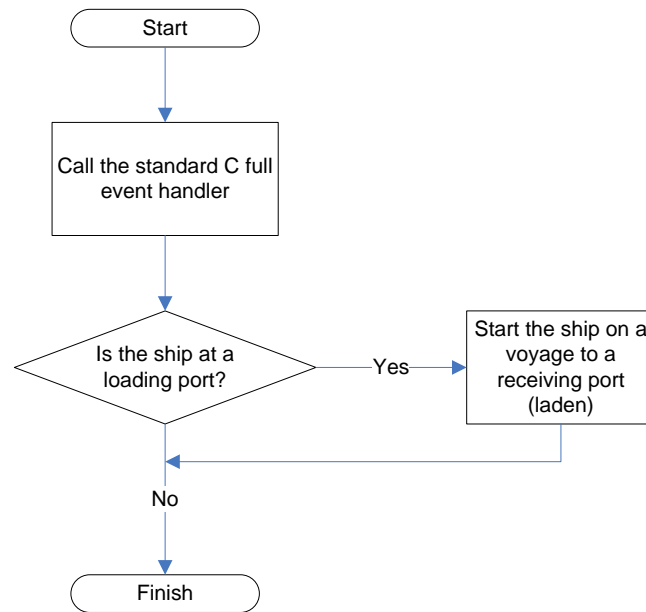 Start
Call the standard C full
event handler
Is the ship at a
loading port?
Yes
Start the ship on a
voyage to a
receiving port
(laden)
No
Finish